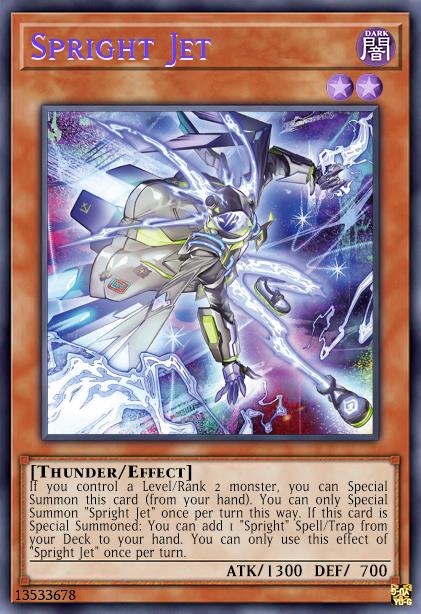 Spright Jet
DARK
闇
[Thunder/Effect]
If you control a Level/Rank 2 monster, you can Special
Summon this card (from your hand). You can only Special
Summon "Spright Jet" once per turn this way. If this card is
Special Summoned: You can add 1 "Spright" Spell/Trap from
your Deck to your hand. You can only use this effect of
"Spright Jet" once per turn.
ATK/1300 DEF/ 700
13533678